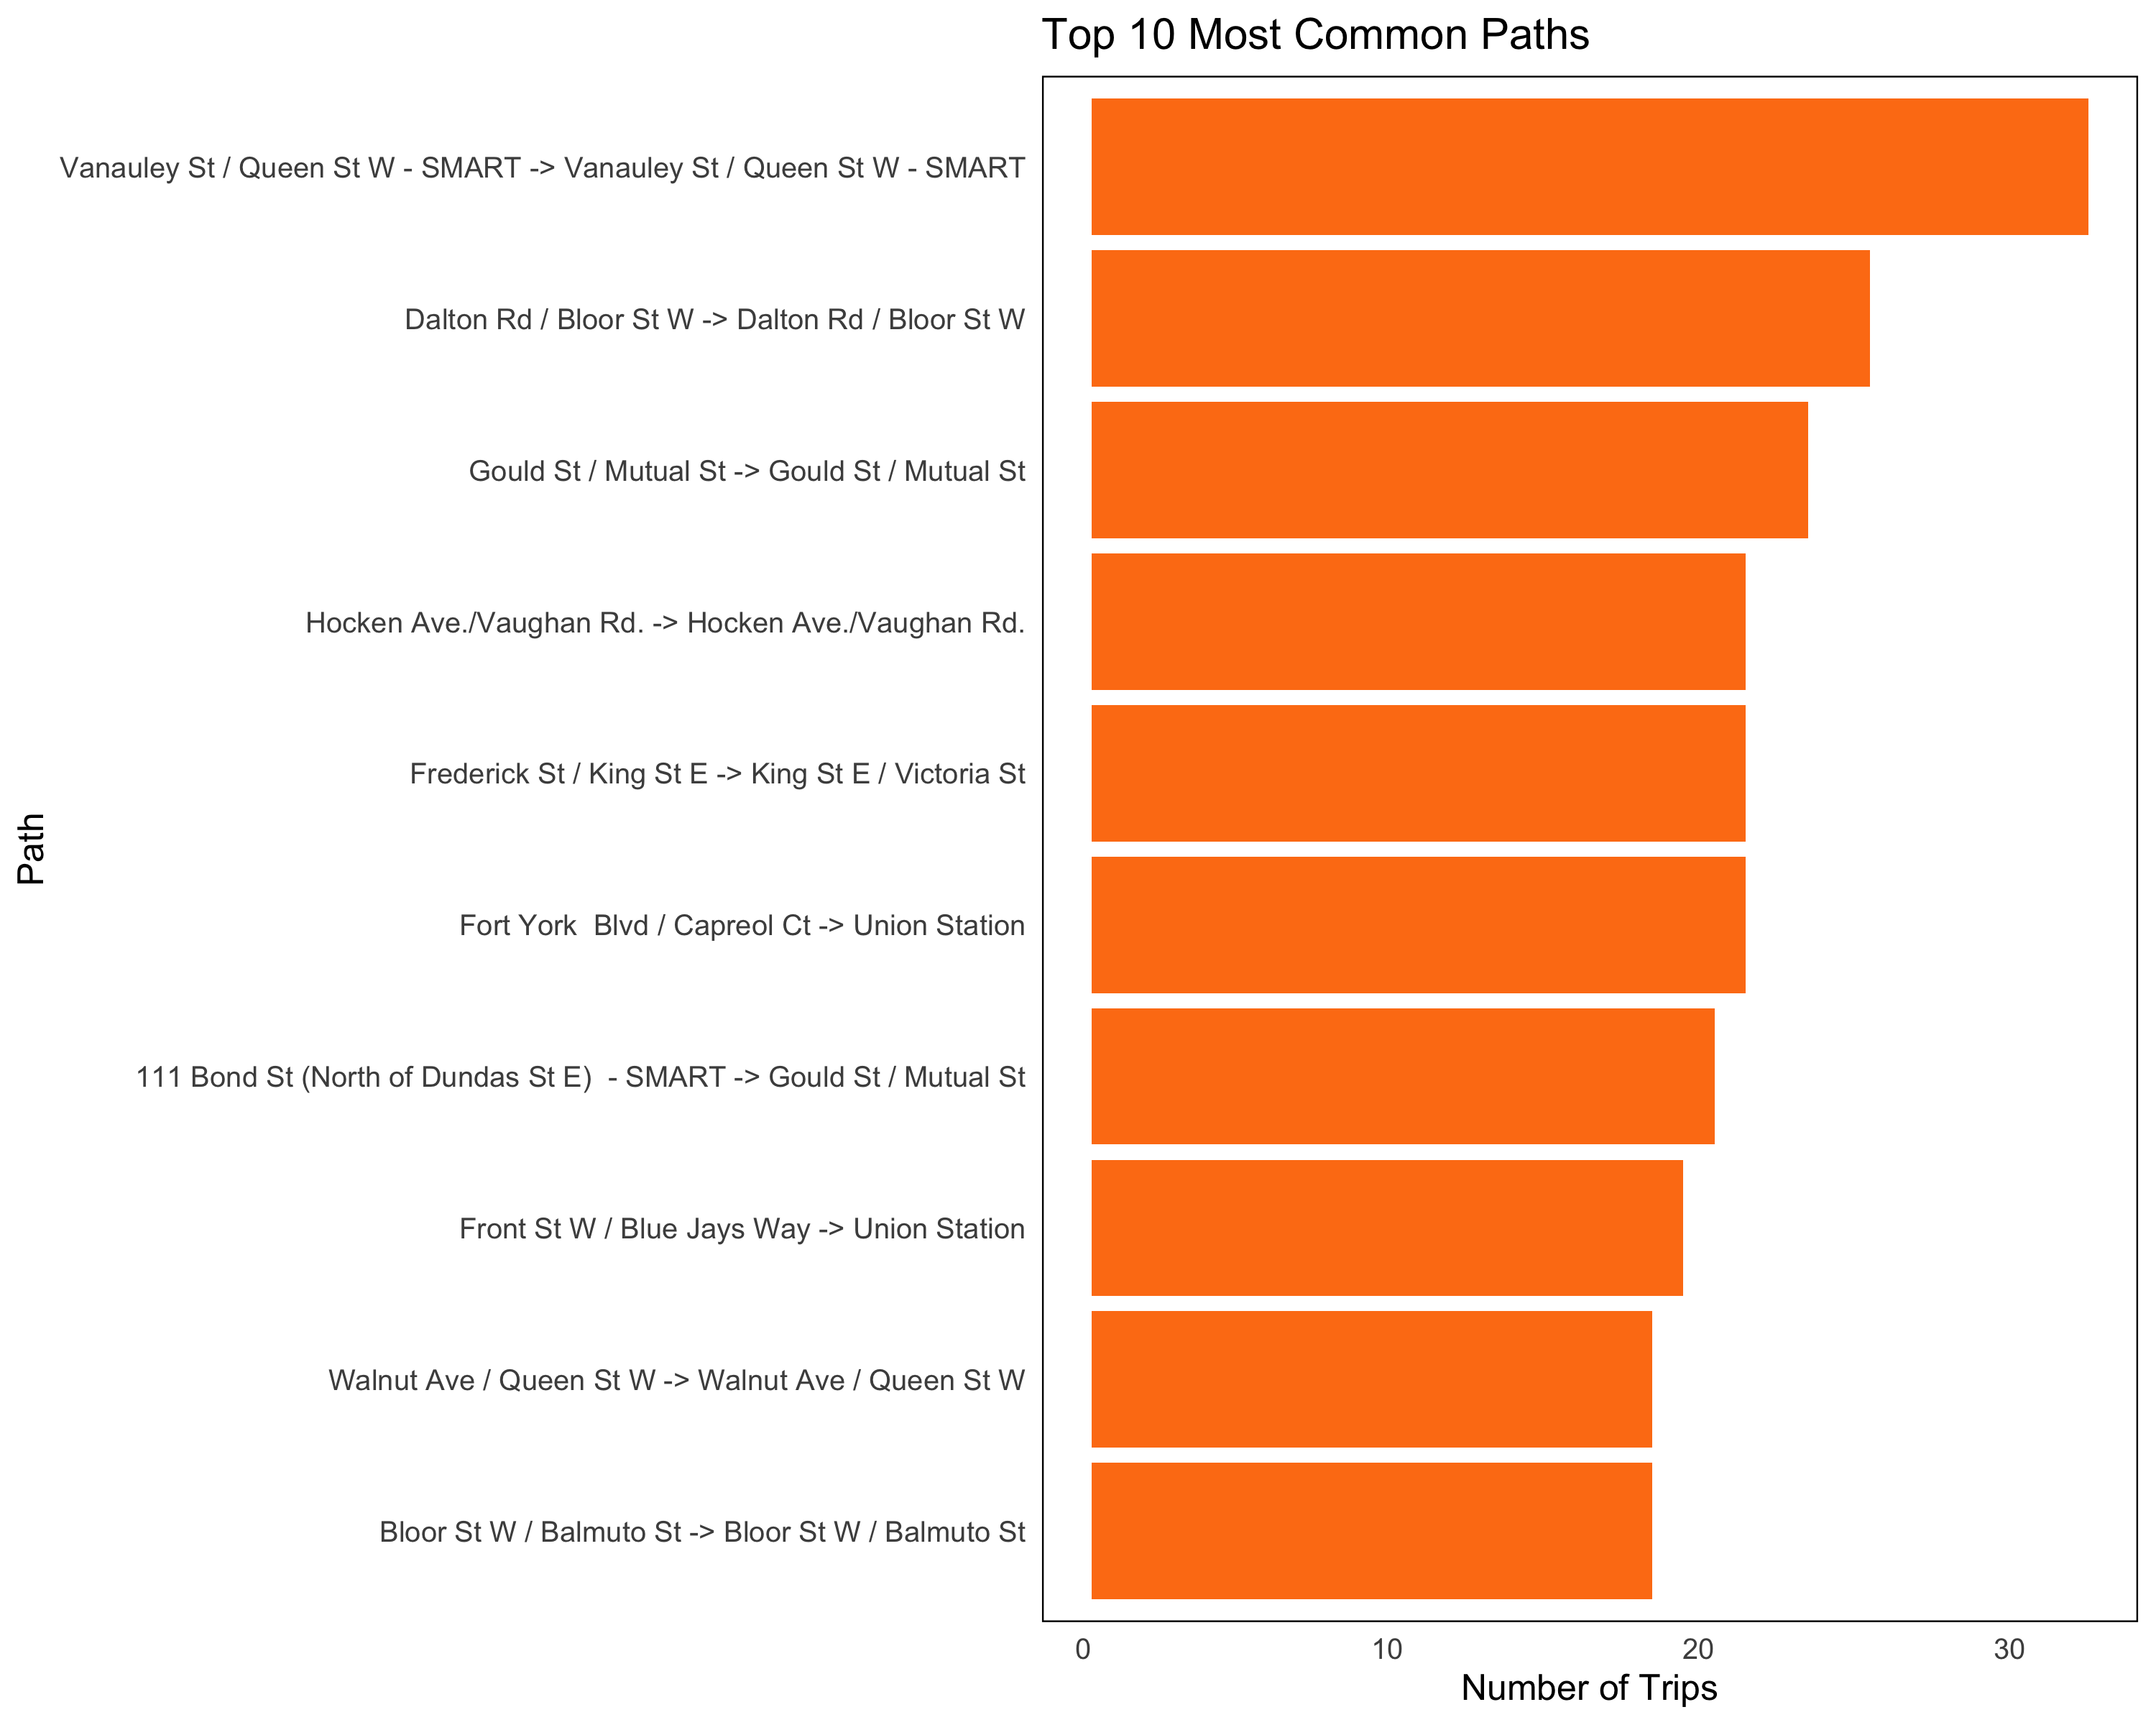 Top 10 Most Common Paths
Vanauley St / Queen St W - SMART -> Vanauley St / Queen St W - SMART
Dalton Rd / Bloor St W -> Dalton Rd / Bloor St W
Gould St / Mutual St -> Gould St / Mutual St
Hocken Ave./Vaughan Rd. -> Hocken Ave./Vaughan Rd.
Frederick St / King St E -> King St E / Victoria St
Path
Fort York  Blvd / Capreol Ct -> Union Station
111 Bond St (North of Dundas St E)  - SMART -> Gould St / Mutual St
Front St W / Blue Jays Way -> Union Station
Walnut Ave / Queen St W -> Walnut Ave / Queen St W
Bloor St W / Balmuto St -> Bloor St W / Balmuto St
0 10 20 30
Number of Trips